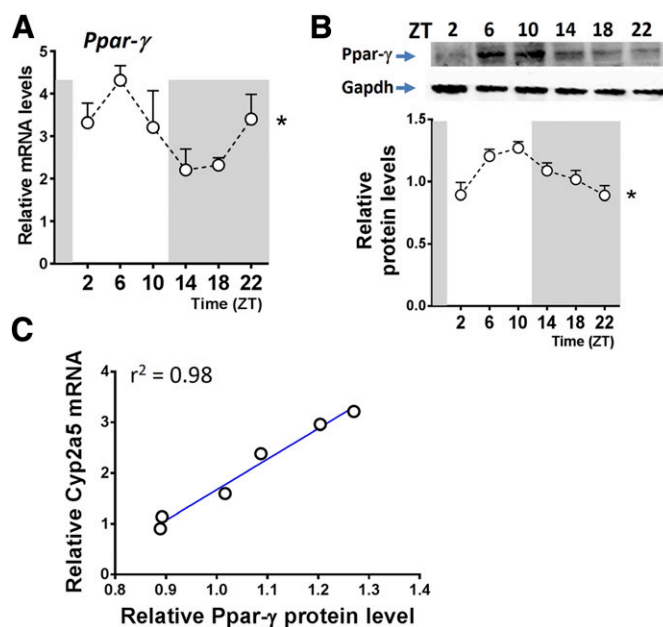 A
Ppar-γ
Relative mRNA levels
5
4
3
2
1
0
2 6 10 14 18 22
Time (ZT)
*
B
ZT 2 6 10 14 18 22
Ppar-γ
Gapdh
Relative
protein levels
1.5
1.0
0.5
0.0
2 6 10 14 18 22
Time (ZT)
*
C
r² = 0.98
Relative Cyp2a5 mRNA
4
3
2
1
0
0.8 0.9 1.0 1.1 1.2 1.3 1.4
Relative Ppar-γ protein level